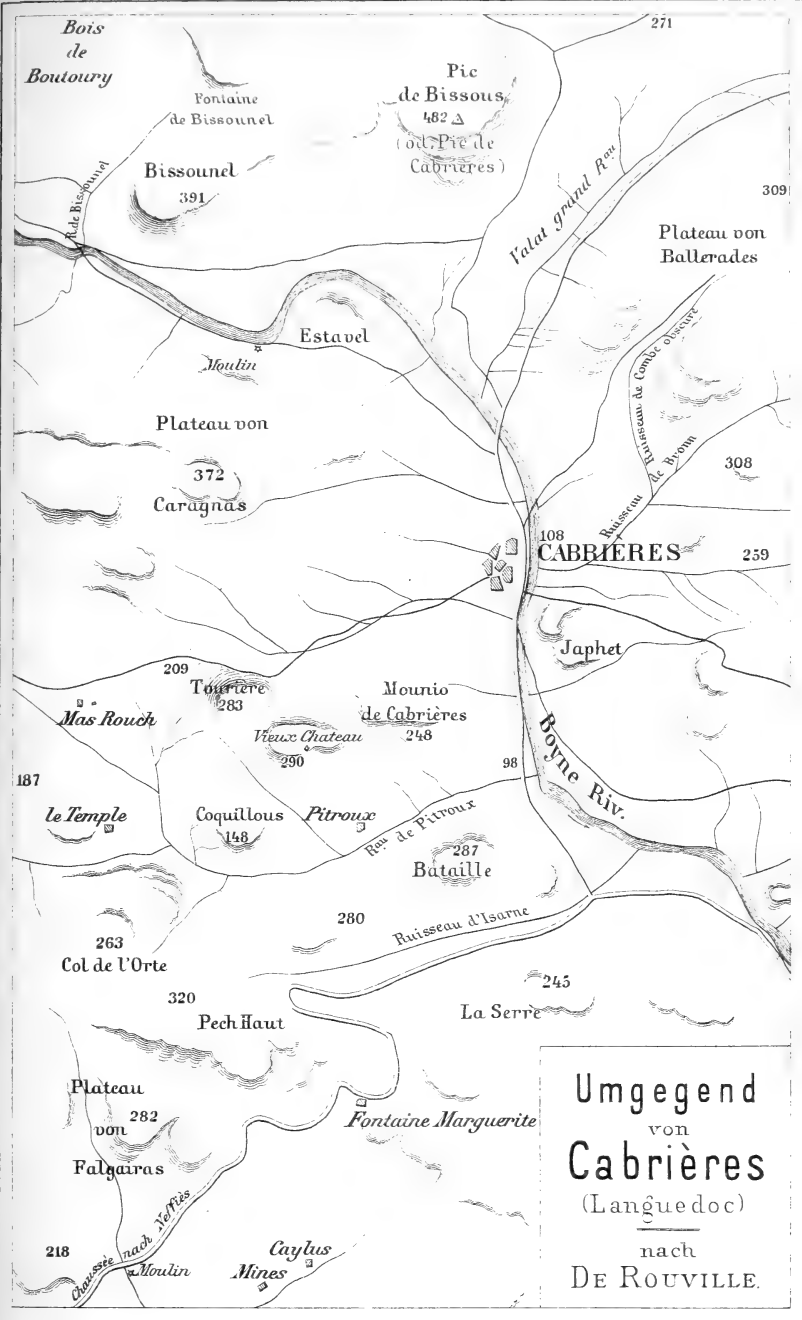 Bois
de
Boutoury
271
Fontaine
de Bissounel
Pic
de Bissous
482
(od. Pic de
Cabrières)
R. de Bissounel
Bissounel
391
Valat grand Rau
309
Plateau von
Ballerades
Estavel
Moulin
Ruisseau de Combe obscure
Plateau von
372
Caragnas
Ruisseau de Bronn
308
108
CABRIÈRES
259
Japhet
209
Tourière
283
Mounio
de Cabrières
248
Mas Rouch
Vieux Chateau
290
Boyne Riv.
98
187
le Temple
Coquillous
148
Pitroux
Rau. de Pitroux
287
Bataille
280
Ruisseau d'Isarne
263
Col de l'Orte
320
Pech Haut
245
La Serre
Plateau
282
von
Falgairas
Fontaine Marguerite
Chaussée nach Neffiès
218
Moulin
Caylus
Mines
Umgegend
von
Cabrières
(Languedoc)
nach
DE ROUVILLE.